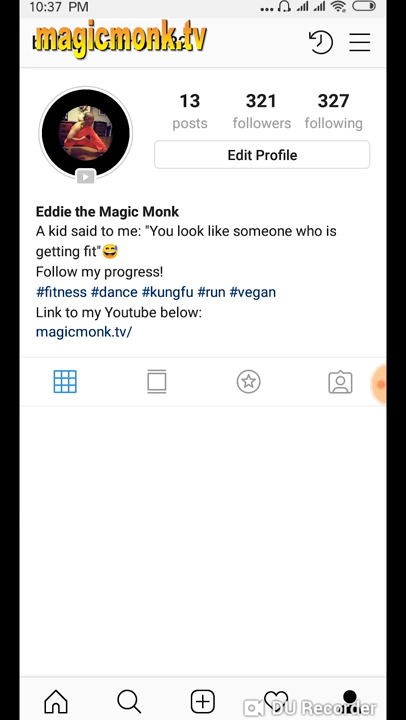 10:37 PM
magicmonk.tv
13 321 327
posts followers following
Edit Profile
Eddie the Magic Monk
A kid said to me: "You look like someone who is
getting fit"😅
Follow my progress!
#fitness #dance #kungfu #run #vegan
Link to my Youtube below:
magicmonk.tv/
DU Recorder